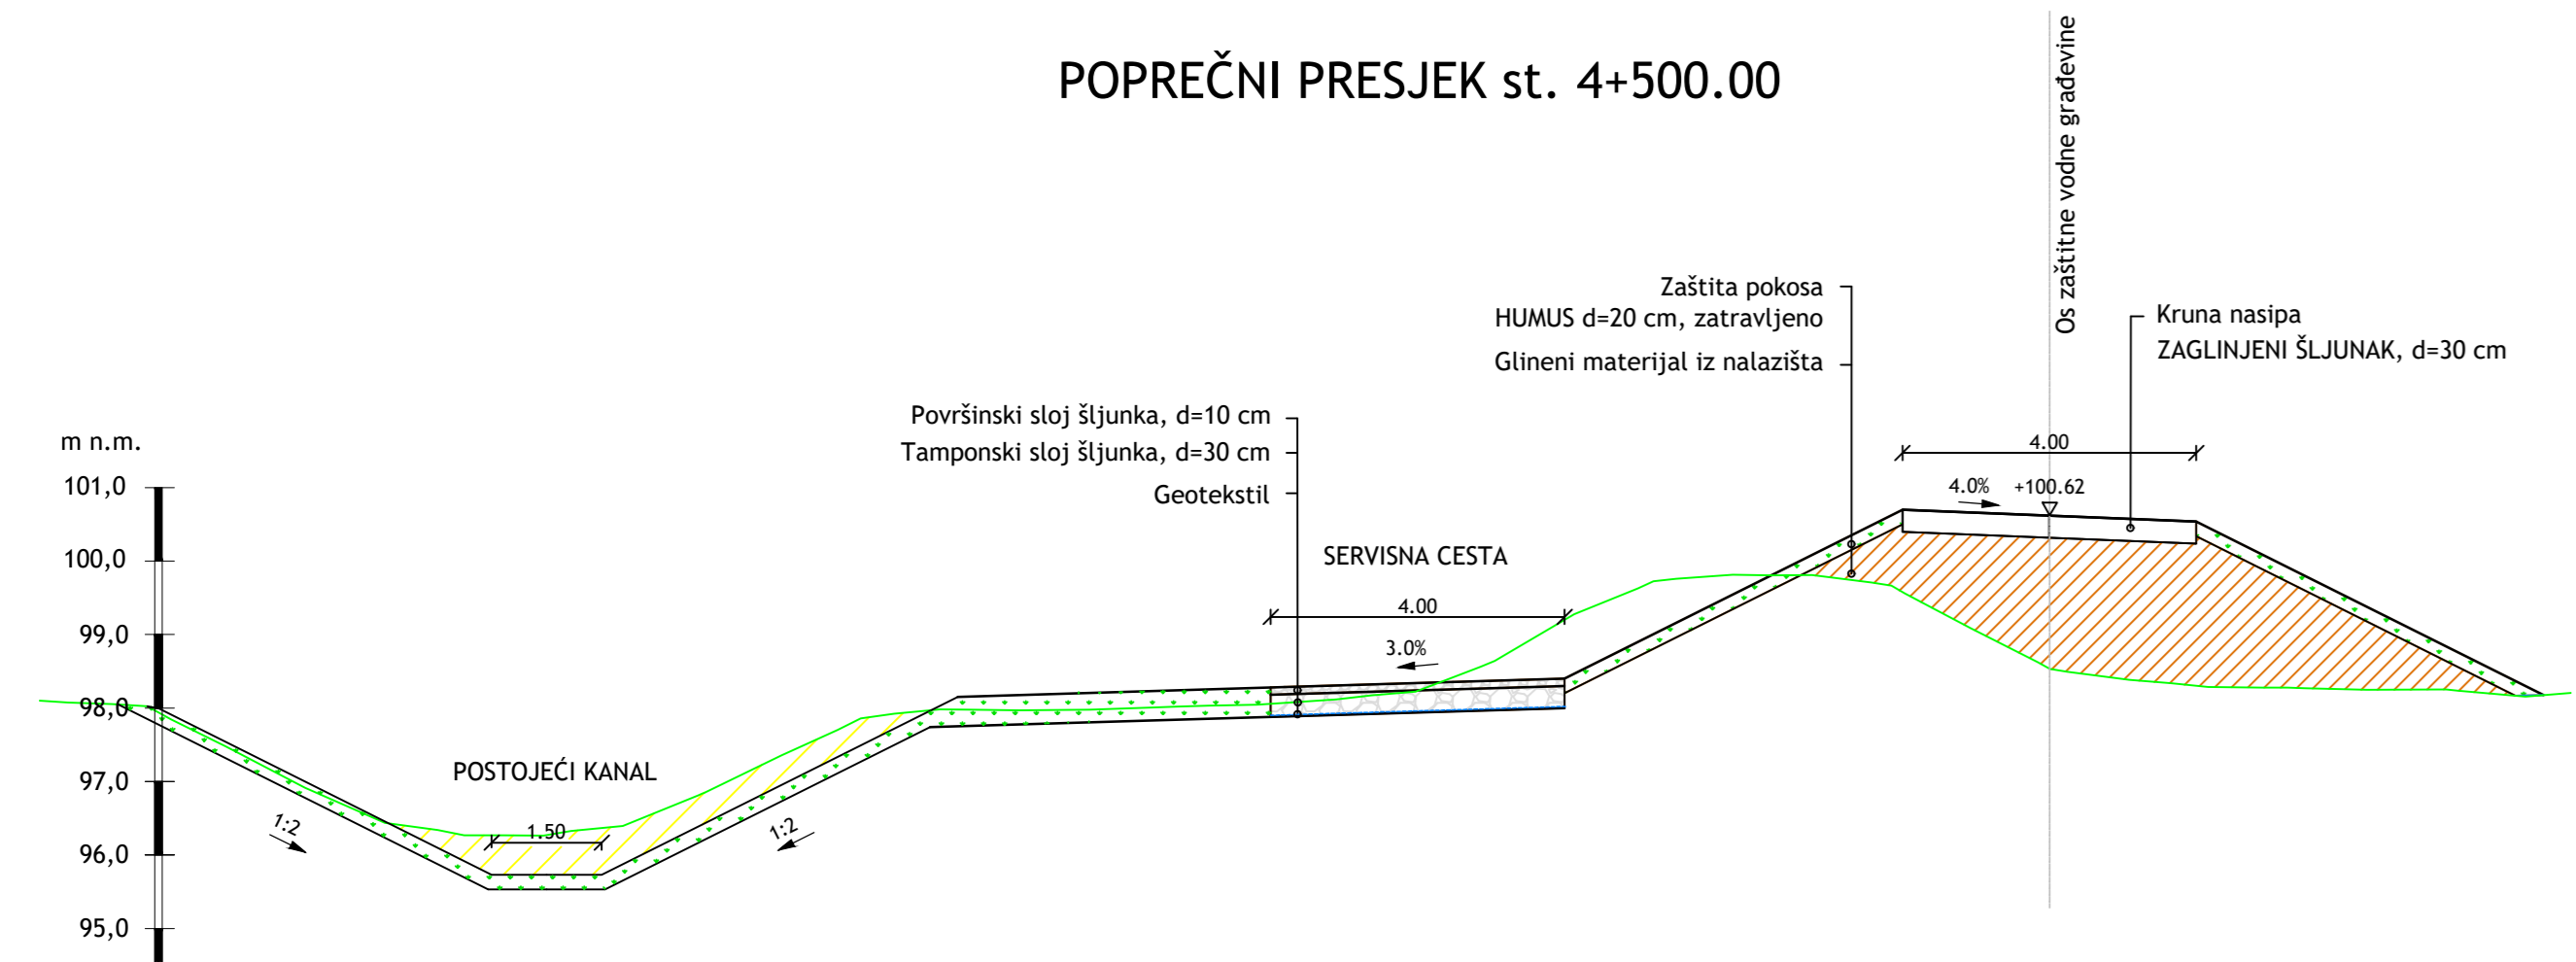 POPREČNI PRESJEK st. 4+500.00
Os zaštitne vodne građevine
Zaštita pokosa
HUMUS d=20 cm, zatravljeno
Glineni materijal iz nalazišta
Kruna nasipa
ZAGLINJENI ŠLJUNAK, d=30 cm
Površinski sloj šljunka, d=10 cm
Tamponski sloj šljunka, d=30 cm
Geotekstil
m n.m.
101,0
100,0
99,0
98,0
97,0
96,0
95,0
4.00
4.0%
+100.62
SERVISNA CESTA
4.00
3.0%
POSTOJEĆI KANAL
1:2
1.50
1:2